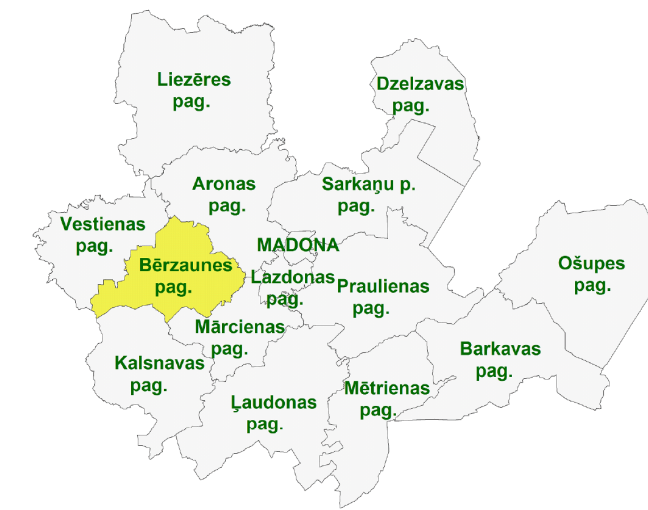 Liezēres
pag.
Dzelzavas
pag.
Aronas
pag.
Sarkaņu p.
pag.
Vestienas
pag.
MADONA
Bērzaunes
pag.
Lazdonas
pag.
Ošupes
pag.
Praulienas
pag.
Mārcienas
pag.
Barkavas
pag.
Kalsnavas
pag.
Mētrienas
pag.
Ļaudonas
pag.